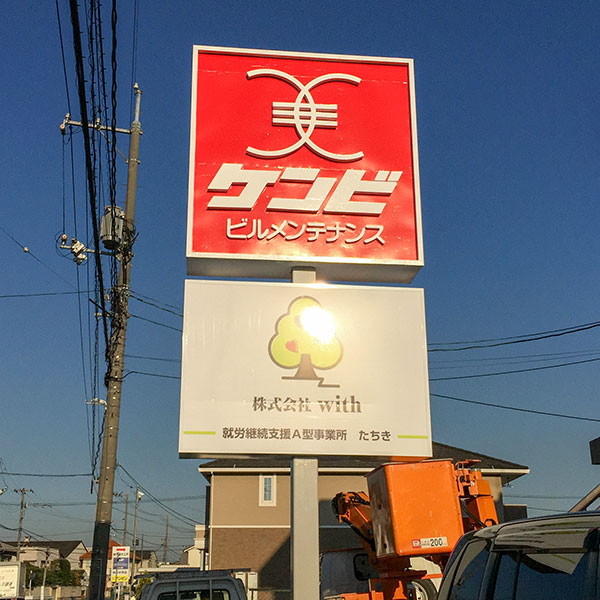 ケンビ
ビルメンテナンス
株式会社 with
就労継続支援A型事業所 たちき
200